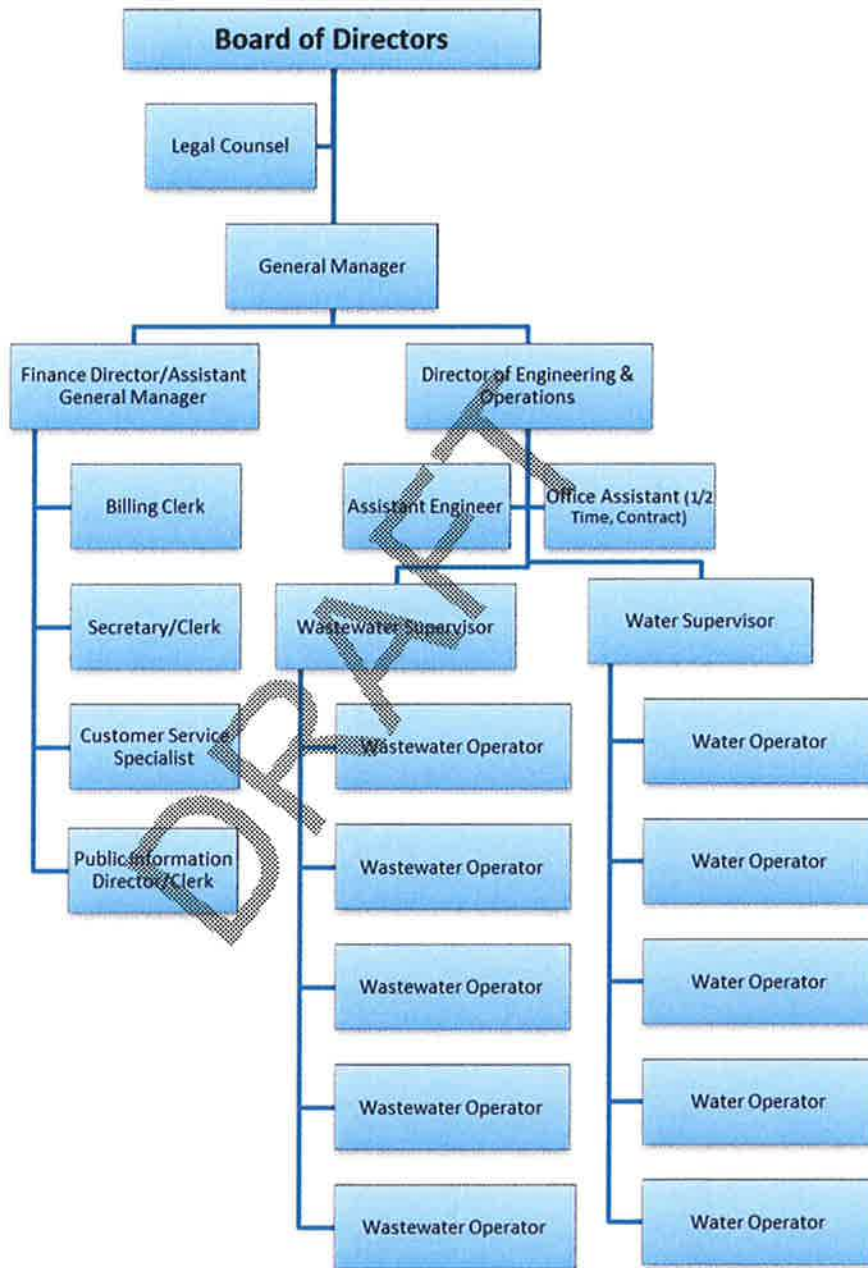 Board of Directors
Legal Counsel
General Manager
Finance Director/Assistant
General Manager
Director of Engineering &
Operations
Billing Clerk
Assistant Engineer
Office Assistant (1/2
Time, Contract)
Secretary/Clerk
Wastewater Supervisor
Water Supervisor
Customer Service
Specialist
Wastewater Operator
Water Operator
Public Information
Director/Clerk
Wastewater Operator
Water Operator
Wastewater Operator
Water Operator
Wastewater Operator
Water Operator
Wastewater Operator
Water Operator
DRAFT